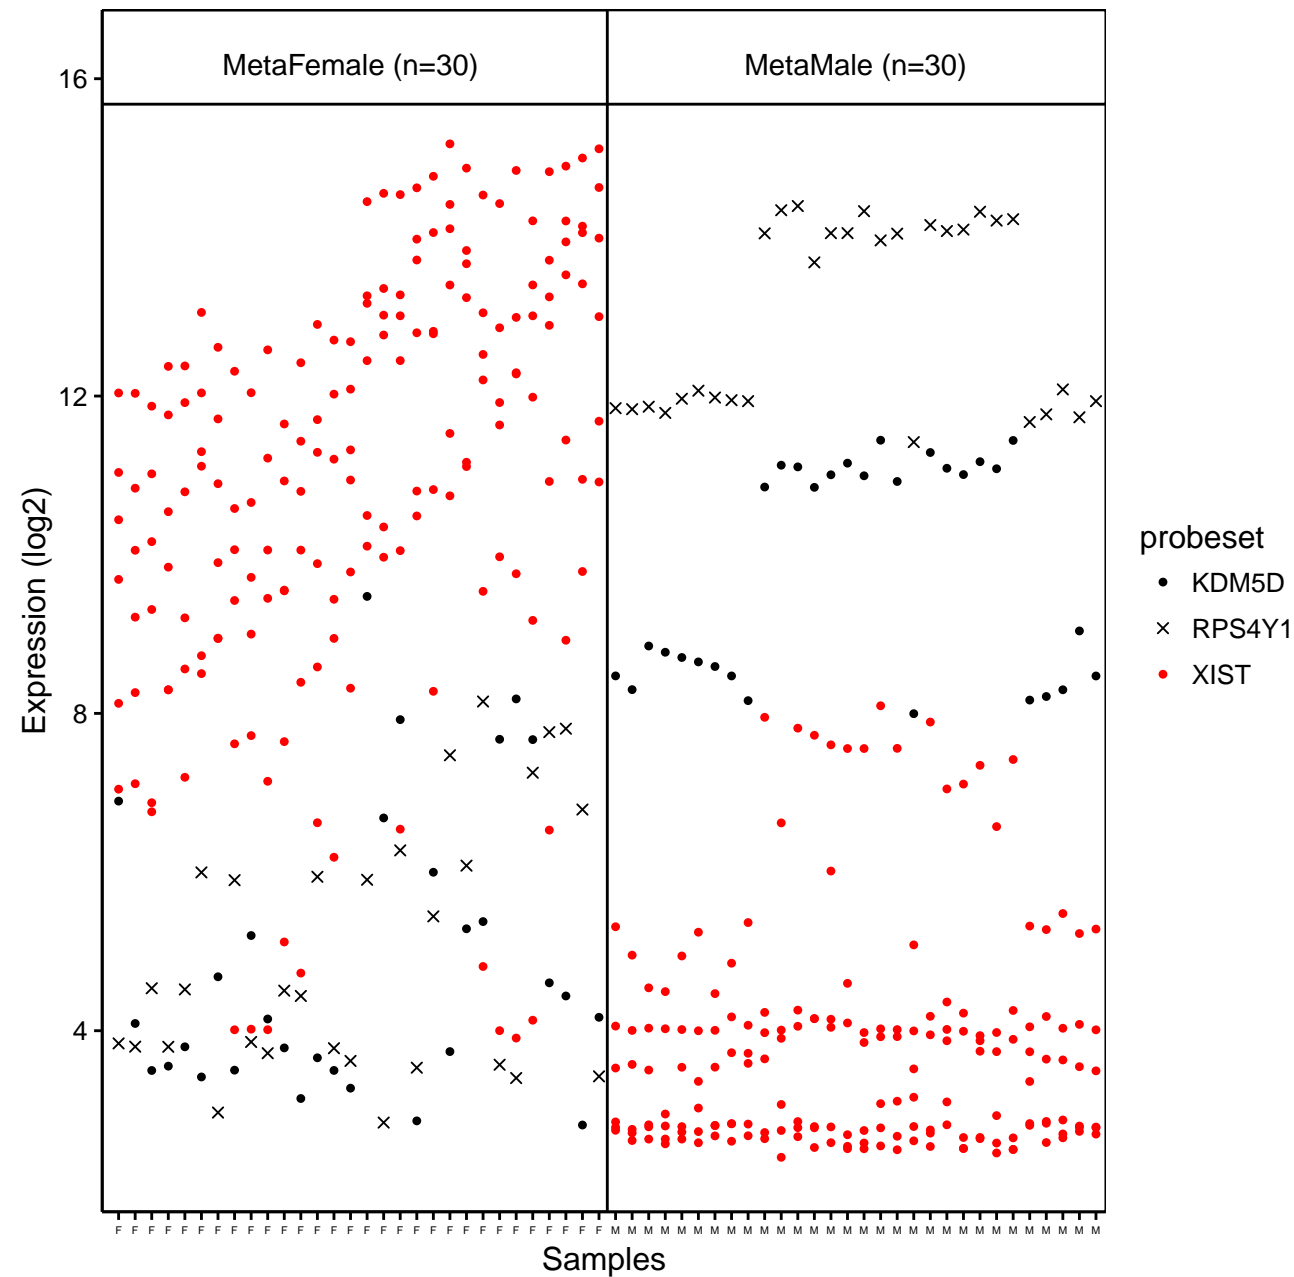 MetaFemale (n=30) MetaMale (n=30)
16
12
8
4
Expression (log2)
F F F F F F F F F F F F F F F F F F F F F F F F F F F F F F M M M M M M M M M M M M M M M M M M M M M M M M M M M M M M
Samples
probeset
KDM5D
RPS4Y1
XIST